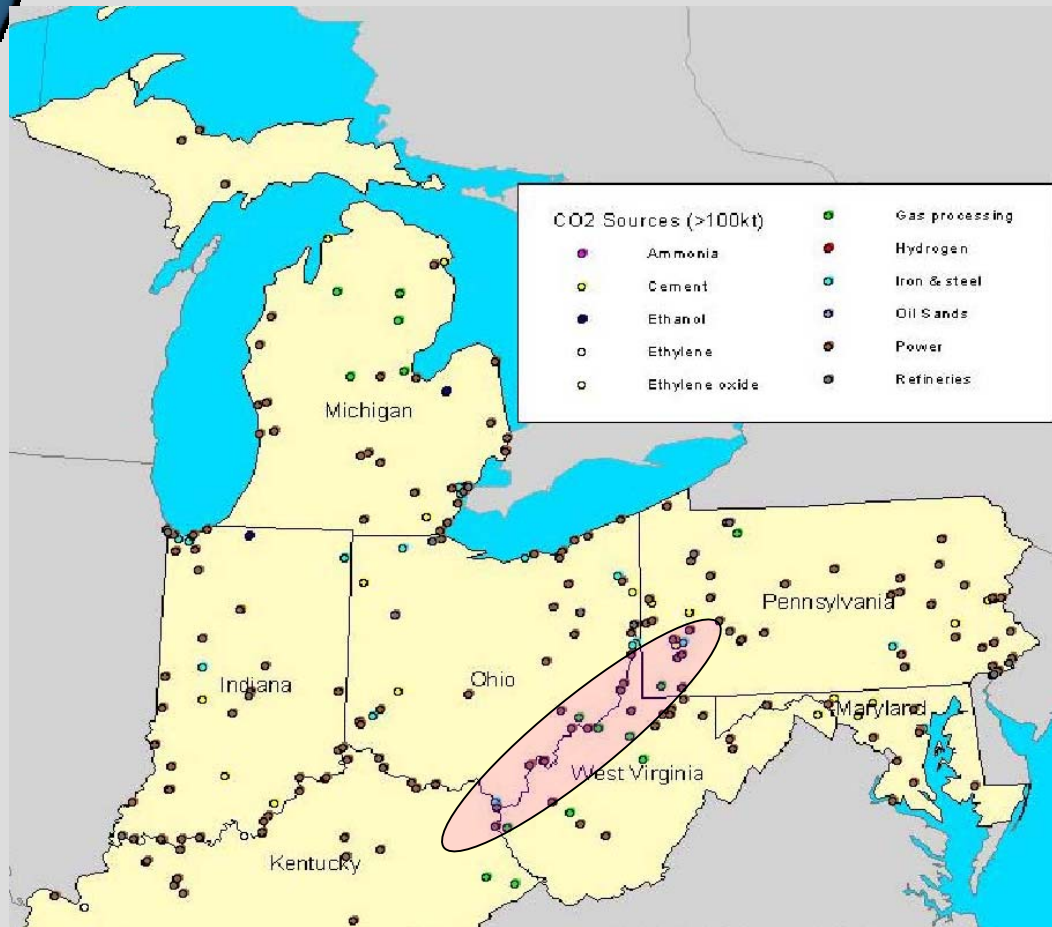 CO2 Sources (>100kt)
Ammonia
Cement
Ethanol
Ethylene
Ethylene oxide
Gas processing
Hydrogen
Iron & steel
Oil Sands
Power
Refineries
Michigan
Pennsylvania
Ohio
Indiana
Maryland
West Virginia
Kentucky